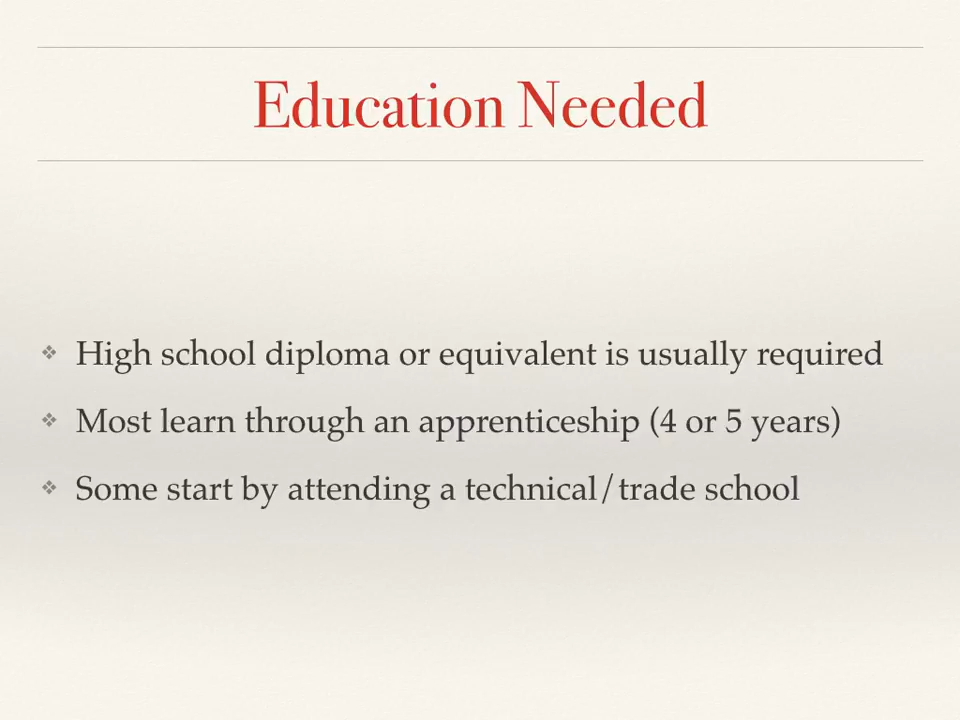 Education Needed
❖ High school diploma or equivalent is usually required
❖ Most learn through an apprenticeship (4 or 5 years)
❖ Some start by attending a technical/trade school